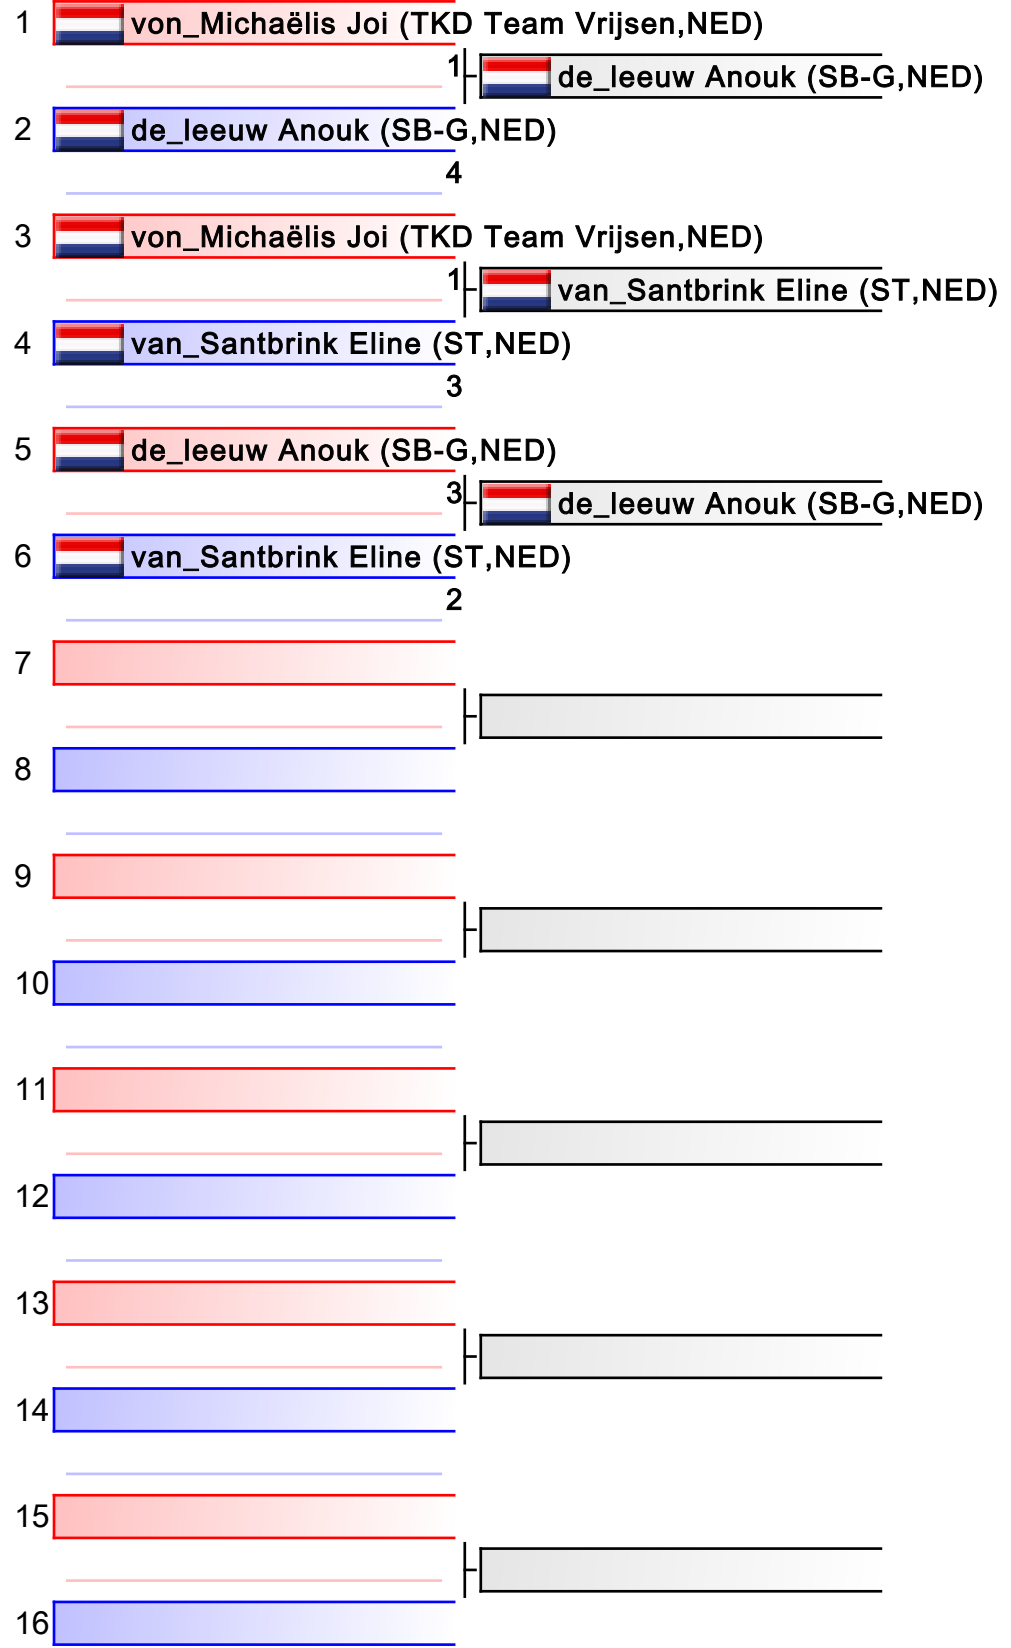 1 von_Michaëlis Joi (TKD Team Vrijsen,NED)
1 de_leeuw Anouk (SB-G,NED)
2 de_leeuw Anouk (SB-G,NED)
4
3 von_Michaëlis Joi (TKD Team Vrijsen,NED)
1 van_Santbrink Eline (ST,NED)
4 van_Santbrink Eline (ST,NED)
3
5 de_leeuw Anouk (SB-G,NED)
3 de_leeuw Anouk (SB-G,NED)
6 van_Santbrink Eline (ST,NED)
2
7
8
9
10
11
12
13
14
15
16